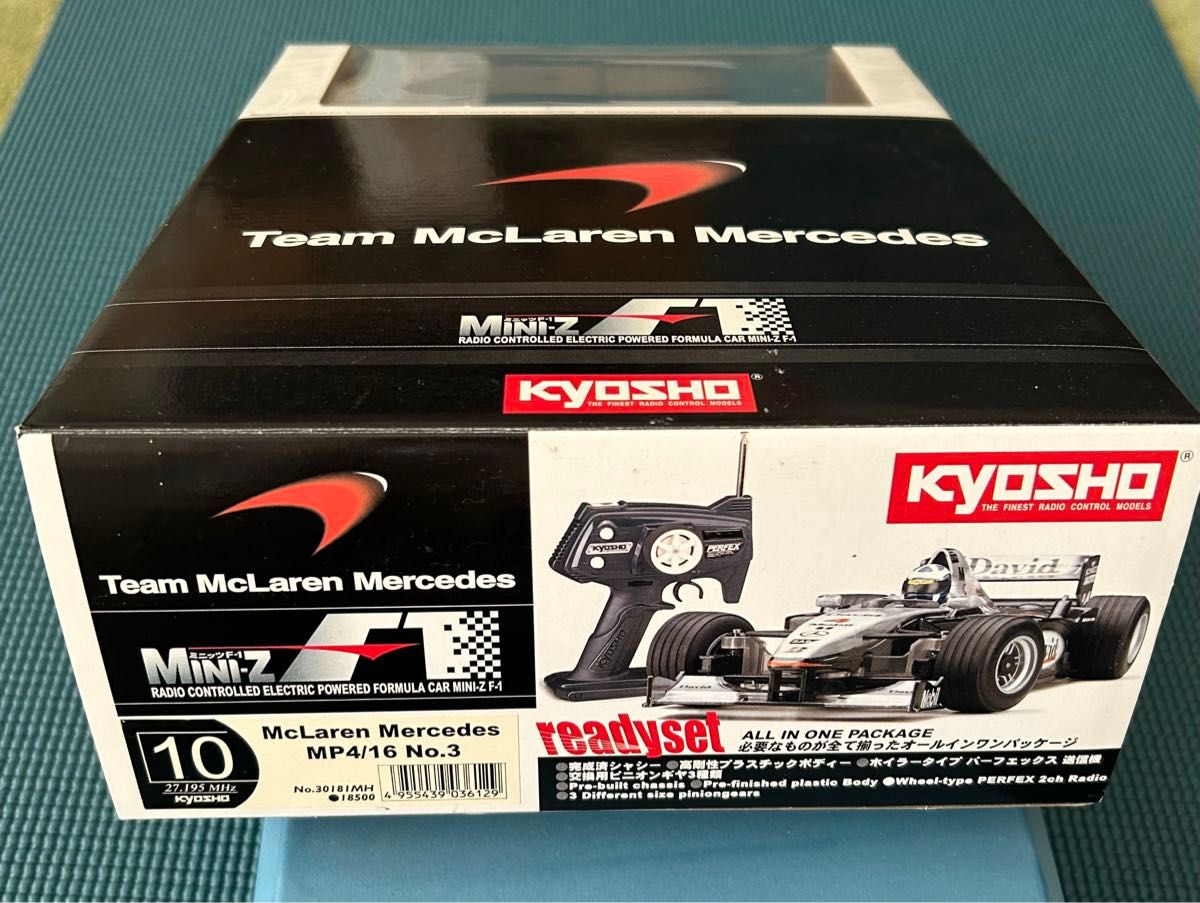 Team McLaren Mercedes
ミニッツF-1
MINI-Z F1
RADIO CONTROLLED ELECTRIC POWERED FORMULA CAR MINI-Z F-1
KYOSHO ®
THE FINEST RADIO CONTROL MODELS
KYOSHO ®
THE FINEST RADIO CONTROL MODELS
Team McLaren Mercedes
ミニッツF-1
MINI-Z F1
RADIO CONTROLLED ELECTRIC POWERED FORMULA CAR MINI-Z F-1
KYOSHO
PERFEX
KYOSHO
David
Mobil
David
Mobil
10
27.195 MHz
KYOSHO
McLaren Mercedes
MP4/16 No.3
No.30181MH
●18500
4 955439 036129
readyset
ALL IN ONE PACKAGE
必要なものが全て揃ったオールインワンパッケージ
●完成済シャシー ●高剛性プラスチックボディー ●ホイラータイプ パーフェックス 送信機
●交換用ピニオンギヤ3種類
●Pre-built chassis ●Pre-finished plastic Body ●Wheel-type PERFEX 2ch Radio
●3 Different size piniongears